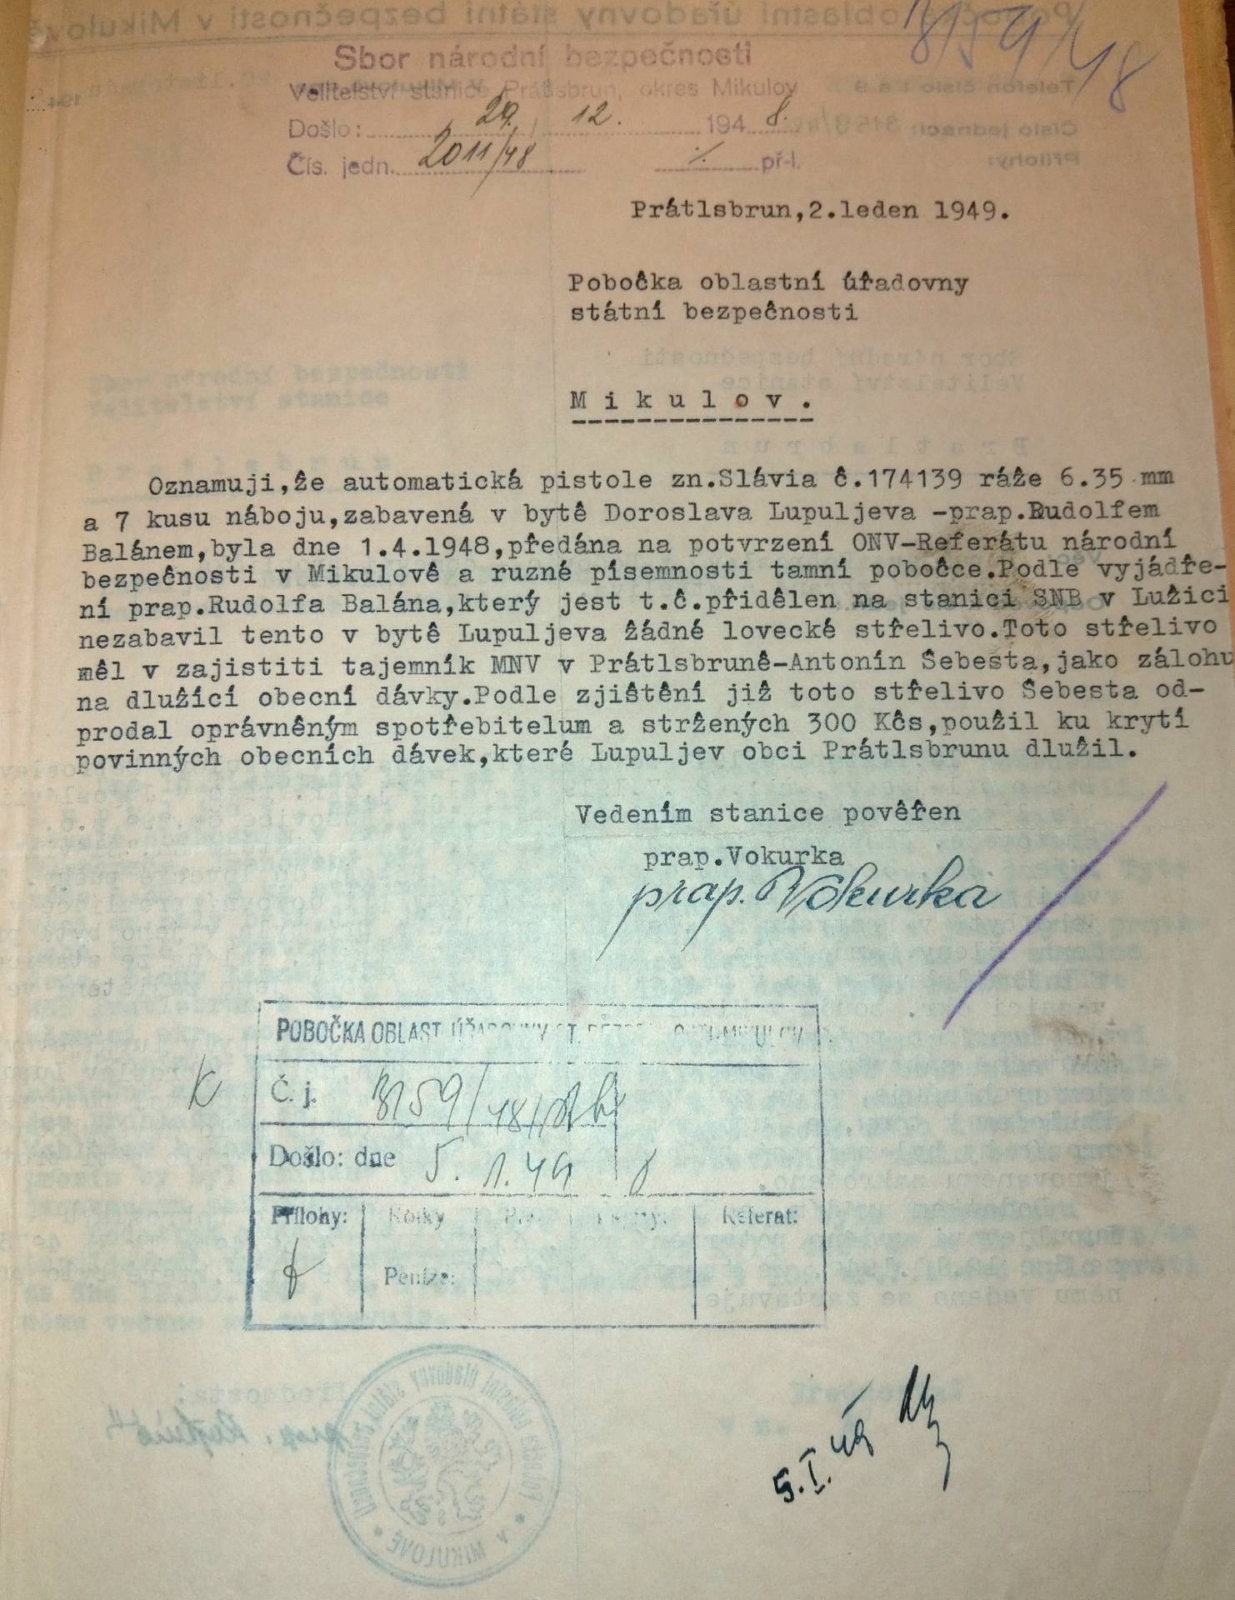 8159/48
Sbor národní bezpečnosti
Velitelství stanice Prátlsbrun, okres Mikulov
Došlo: 29. 12. 1948.
Čís. jedn. 2011/48 ·/. příl.
Prátlsbrun,2.leden 1949.
Pobočka oblastní úřadovny
státní bezpečnosti
Mikulov.
Oznamuji,že automatická pistole zn.Slávia č.174139 ráže 6.35 mm
a 7 kusu náboju,zabavená v bytě Doroslava Lupuljeva -prap.Rudolfem
Balánem,byla dne 1.4.1948,předána na potvrzení ONV-Referátu národní
bezpečnosti v Mikulově a ruzné písemnosti tamní pobočce.Podle vyjádře-
ní prap.Rudolfa Balána,který jest t.č.přidělen na stanici SNB v Lužici
nezabavil tento v bytě Lupuljeva žádné lovecké střelivo.Toto střelivo
měl v zajistiti tajemník MNV v Prátlsbruně-Antonín Šebesta,jako zálohu
na dlužící obecní dávky.Podle zjištění již toto střelivo Šebesta od-
prodal oprávněným spotřebitelum a stržených 300 Kčs,použil ku krytí
povinných obecních dávek,které Lupuljev obci Prátlsbrunu dlužil.
Vedením stanice pověřen
prap.Vokurka
prap. Vokurka
POBOČKA OBLAST. ÚŘADOVNY ST. BEZPEČNOSTI MIKULOV
K
Č. j. 8159/48
Došlo: dne 5. 1. 49
Přílohy: Kolky Referát:
Peníze:
5.I.49